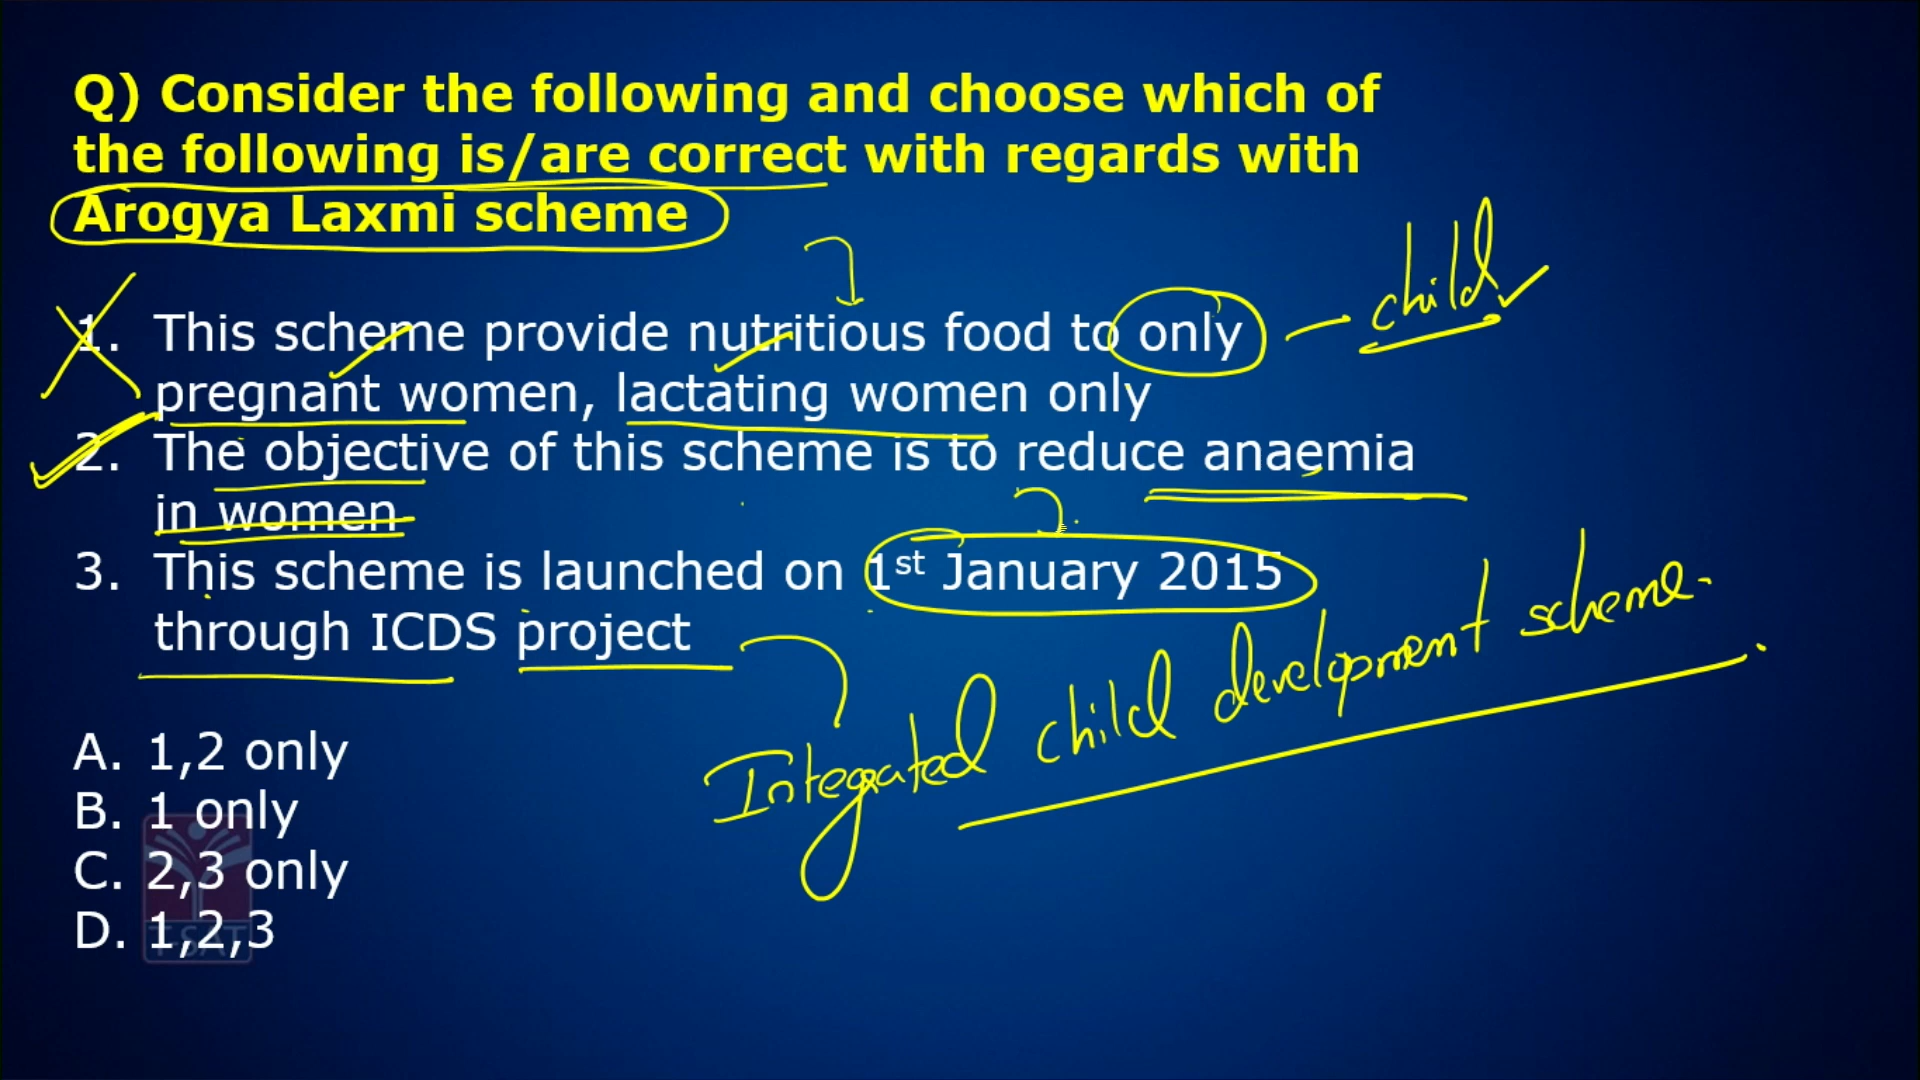 Q) Consider the following and choose which of
the following is/are correct with regards with
Arogya Laxmi scheme
1. This scheme provide nutritious food to only
child
pregnant women, lactating women only
2. The objective of this scheme is to reduce anaemia
in women
3. This scheme is launched on 1st January 2015
through ICDS project
Integrated child development scheme.
A. 1,2 only
B. 1 only
C. 2,3 only
D. 1,2,3
T-SAT